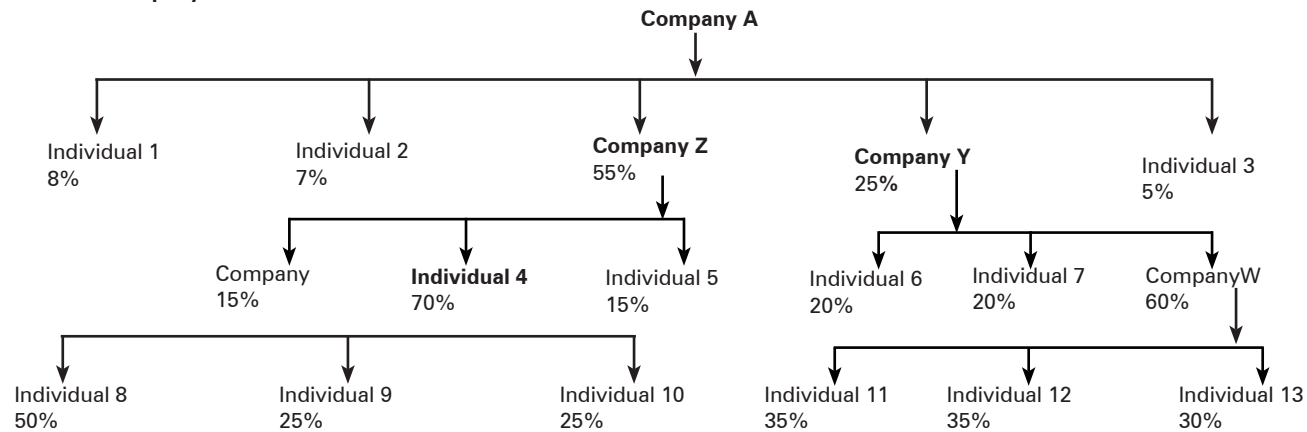 Company A
Individual 1
8%
Individual 2
7%
Company Z
55%
Company Y
25%
Individual 3
5%
Company
15%
Individual 4
70%
Individual 5
15%
Individual 6
20%
Individual 7
20%
CompanyW
60%
Individual 8
50%
Individual 9
25%
Individual 10
25%
Individual 11
35%
Individual 12
35%
Individual 13
30%